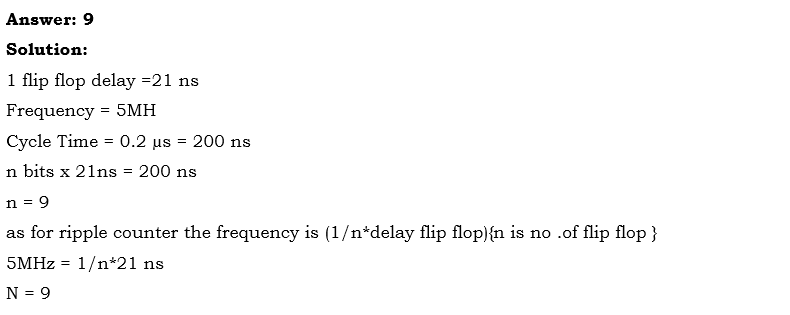 Answer: 9
Solution:
1 flip flop delay =21 ns
Frequency = 5MH
Cycle Time = 0.2 µs = 200 ns
n bits x 21ns = 200 ns
n = 9
as for ripple counter the frequency is (1/n*delay flip flop){n is no .of flip flop }
5MHz = 1/n*21 ns
N = 9